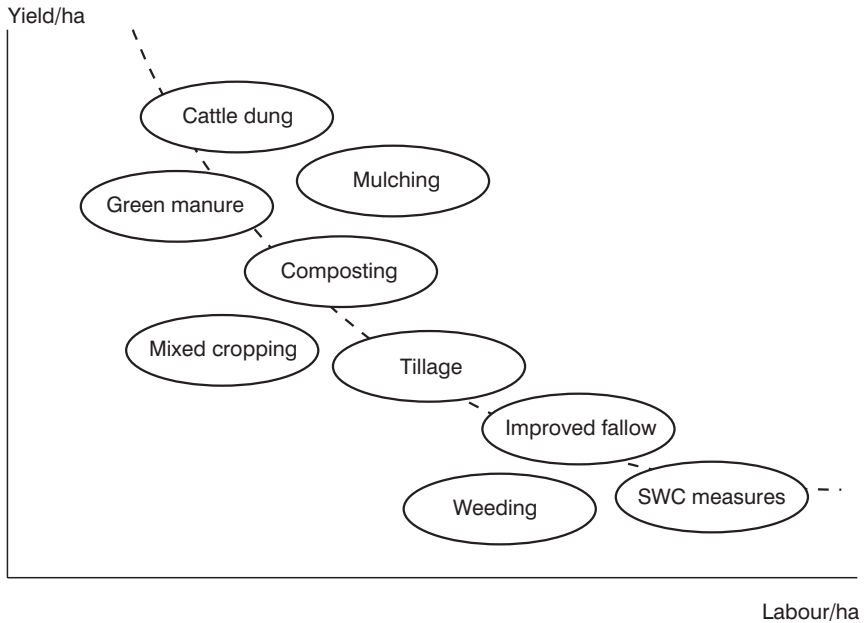 Yield/ha
Cattle dung
Mulching
Green manure
Composting
Mixed cropping
Tillage
Improved fallow
SWC measures
Weeding
Labour/ha